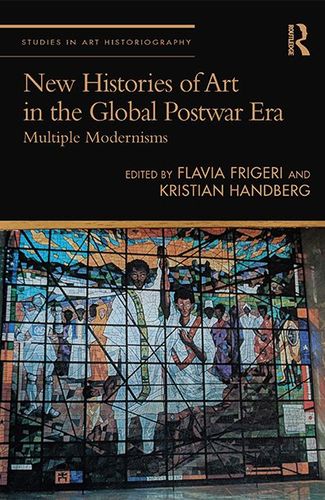 STUDIES IN ART HISTORIOGRAPHY
ROUTLEDGE
New Histories of Art
in the Global Postwar Era
Multiple Modernisms
EDITED BY FLAVIA FRIGERI AND
KRISTIAN HANDBERG